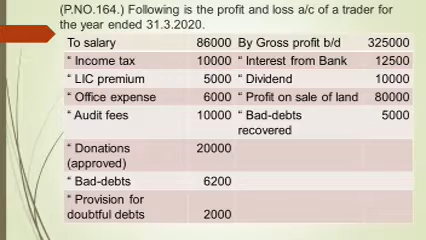 (P.NO.164.) Following is the profit and loss a/c of a trader for
the year ended 31.3.2020.
To salary 86000 By Gross profit b/d 325000
“ Income tax 10000 “ Interest from Bank 12500
“ LIC premium 5000 “ Dividend 10000
“ Office expense 6000 “ Profit on sale of land 80000
“ Audit fees 10000 “ Bad-debts recovered 5000
“ Donations (approved) 20000
“ Bad-debts 6200
“ Provision for doubtful debts 2000